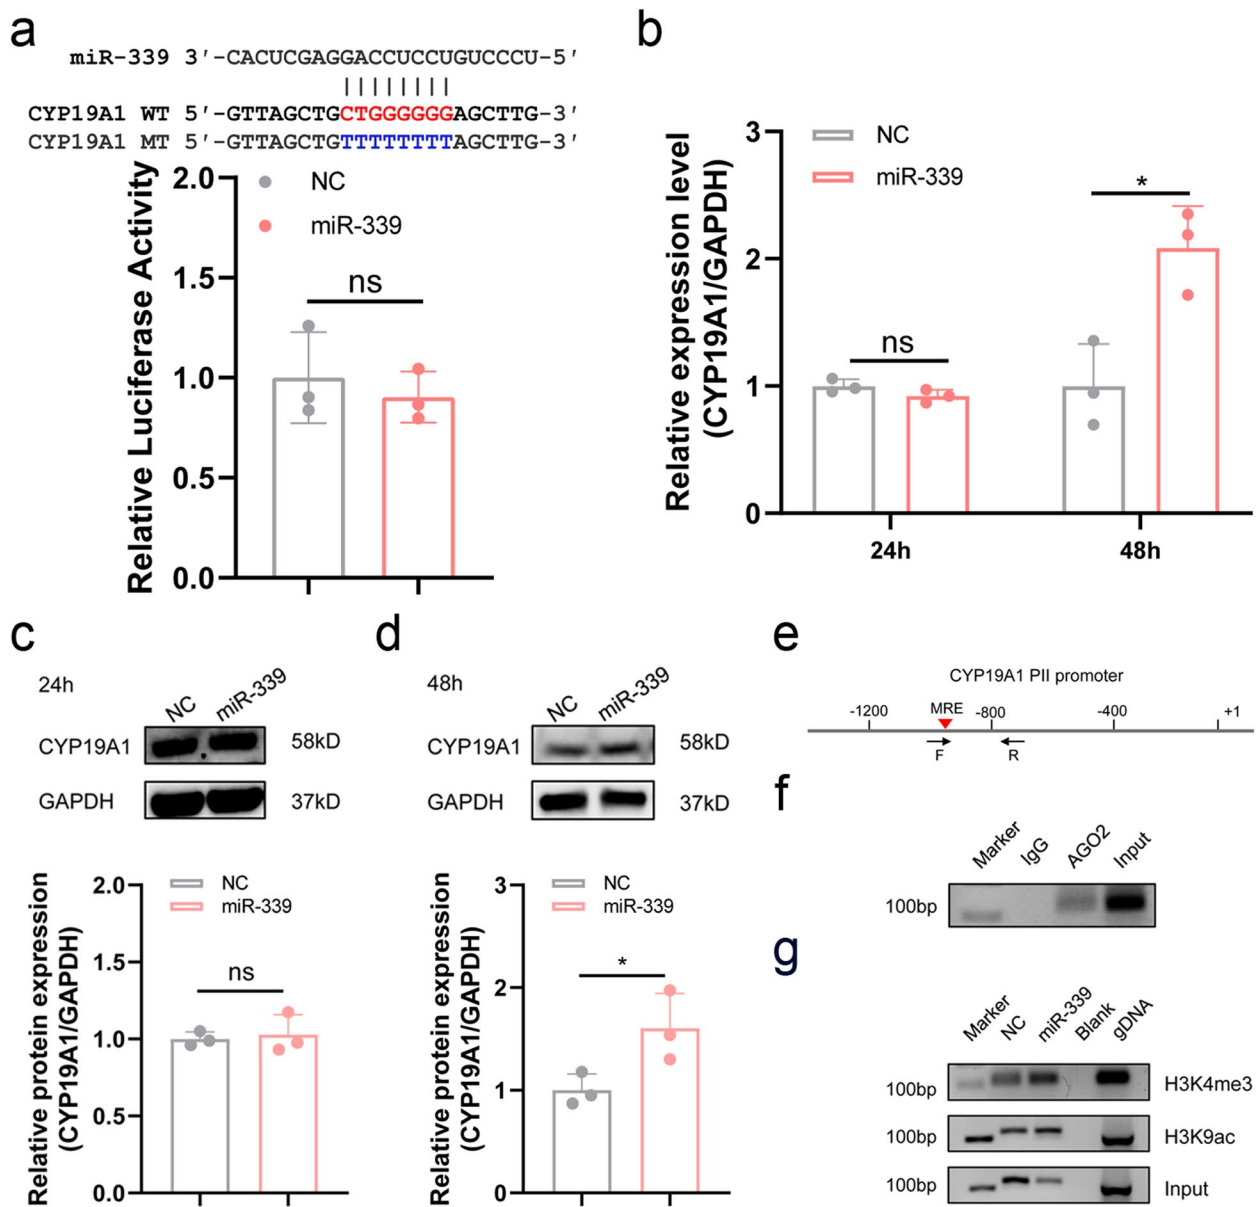 a
miR-339 3′-CACUCGAGGACCUCCUGUCCCU-5′
CYP19A1 WT 5′-GTTAGCTGCTGGGGGGAGCTTG-3′
CYP19A1 MT 5′-GTTAGCTGTTTTTTTTAGCTTG-3′
Relative Luciferase Activity
2.0
1.5
1.0
0.5
0.0
NC
miR-339
ns
b
Relative expression level
(CYP19A1/GAPDH)
3
2
1
0
NC
miR-339
ns
*
24h
48h
c
24h
NC
miR-339
CYP19A1
58kD
GAPDH
37kD
Relative protein expression
(CYP19A1/GAPDH)
2.0
1.5
1.0
0.5
0.0
NC
miR-339
ns
d
48h
NC
miR-339
CYP19A1
58kD
GAPDH
37kD
Relative protein expression
(CYP19A1/GAPDH)
3
2
1
0
NC
miR-339
*
e
CYP19A1 PII promoter
-1200
MRE
-800
-400
+1
F
R
f
Marker
IgG
AGO2
Input
100bp
g
Marker
NC
miR-339
Blank
gDNA
100bp
H3K4me3
100bp
H3K9ac
100bp
Input